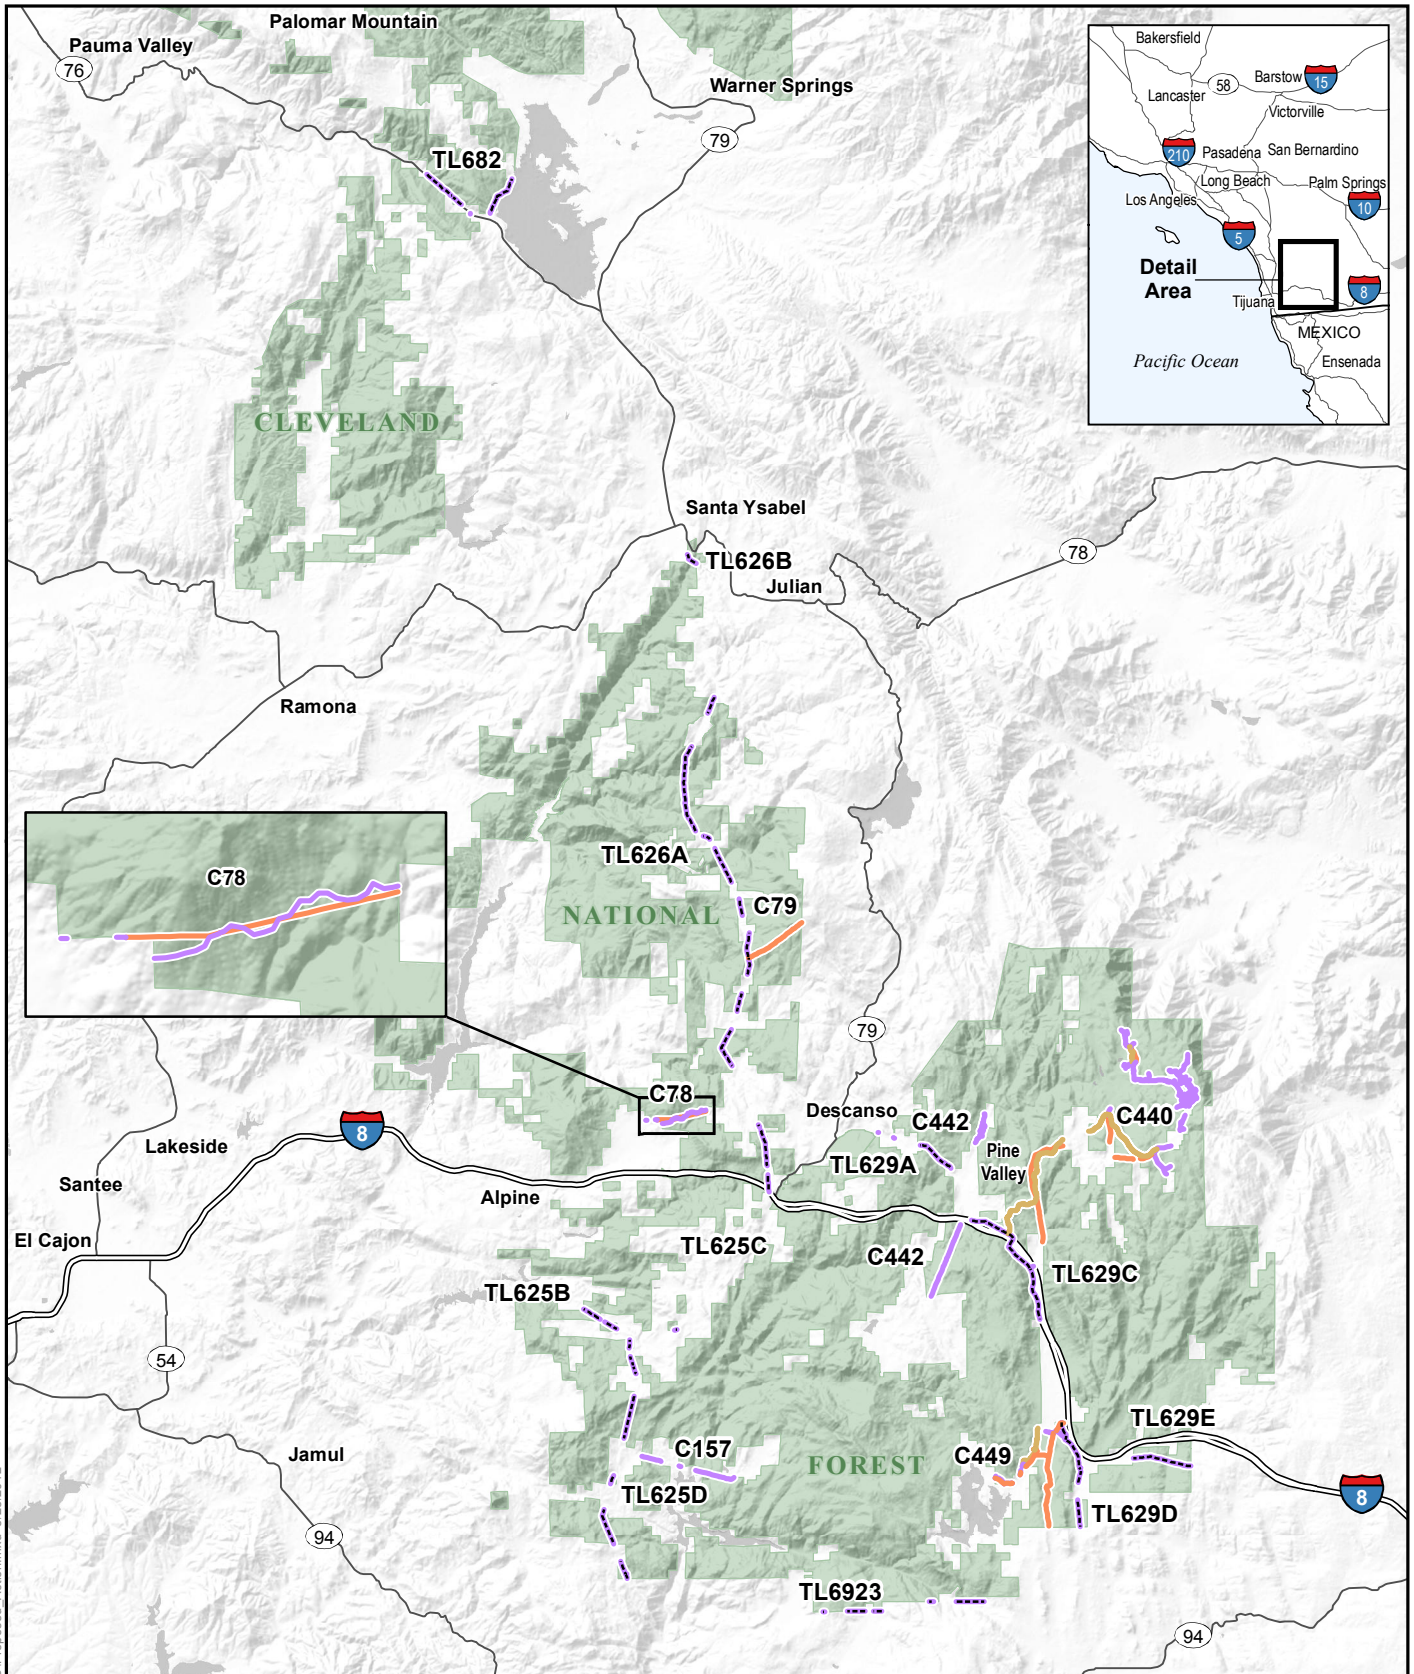 Palomar Mountain
Pauma Valley
76
Warner Springs
79
TL682
Bakersfield
58
Barstow
15
Lancaster
Victorville
210
Pasadena
San Bernardino
Long Beach
Palm Springs
Los Angeles
10
5
Detail
Area
8
Tijuana
MEXICO
Pacific Ocean
Ensenada
CLEVELAND
Santa Ysabel
TL626B
78
Julian
Ramona
TL626A
C78
C79
NATIONAL
79
C78
Descanso
C442
C440
8
Lakeside
TL629A
Pine
Valley
Santee
Alpine
El Cajon
TL625C
C442
TL629C
TL625B
54
TL629E
Jamul
C157
C449
FOREST
TL625D
8
TL629D
94
TL6923
94